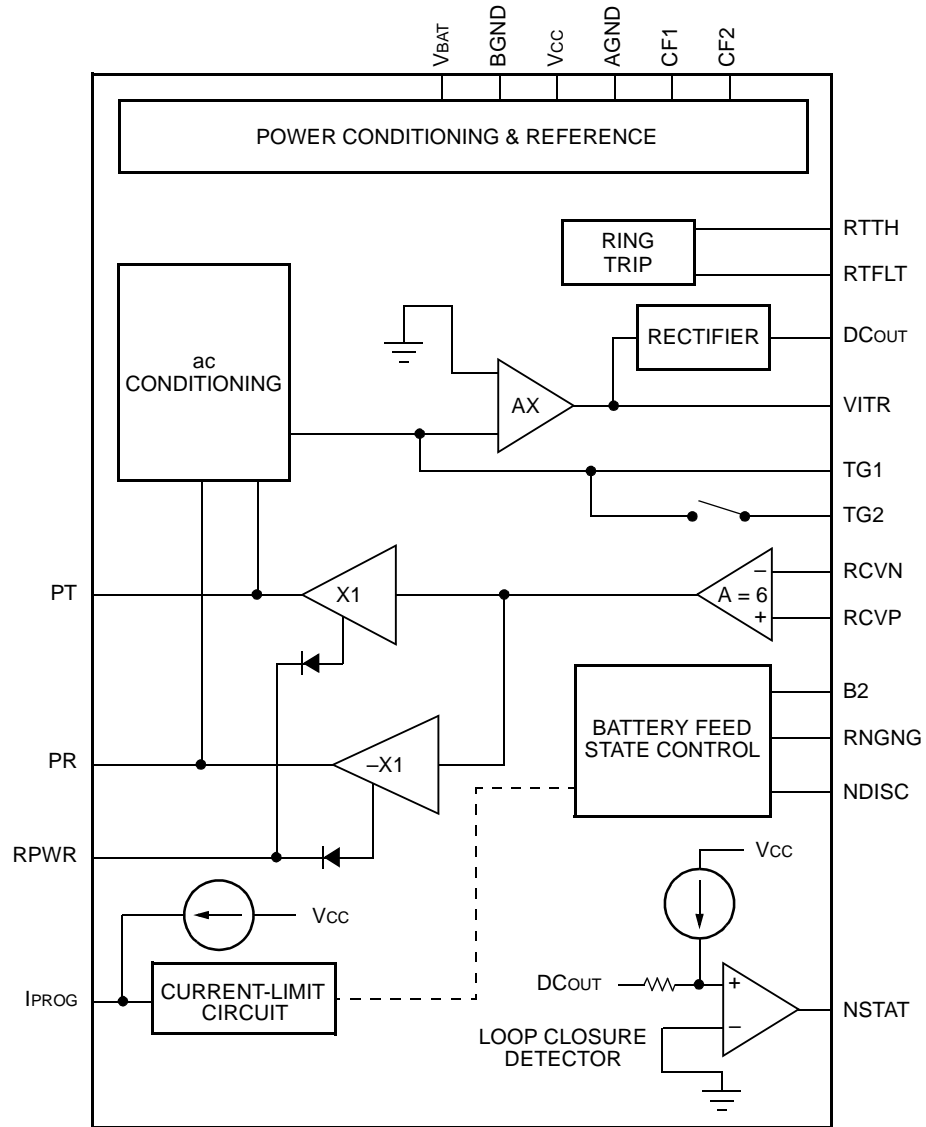 VBAT
BGND
VCC
AGND
CF1
CF2
POWER CONDITIONING & REFERENCE
RING
TRIP
RTTH
RTFLT
RECTIFIER
DCOUT
ac
CONDITIONING
AX
VITR
TG1
TG2
PT
X1
A = 6
–
+
RCVN
RCVP
BATTERY FEED
STATE CONTROL
B2
RNGNG
NDISC
PR
–X1
RPWR
VCC
VCC
IPROG
CURRENT-LIMIT
CIRCUIT
DCOUT
+
–
NSTAT
LOOP CLOSURE
DETECTOR